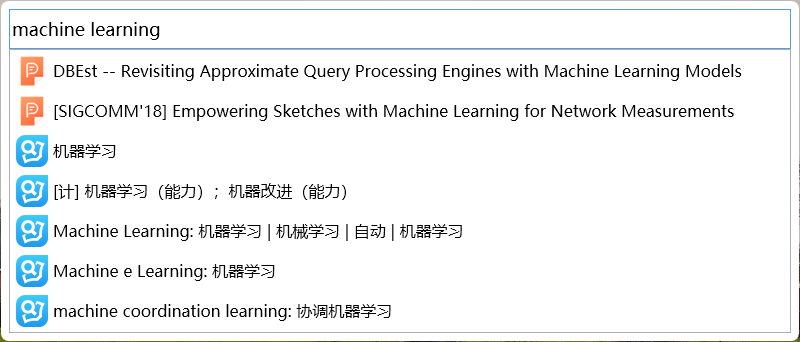 machine learning
DBEst -- Revisiting Approximate Query Processing Engines with Machine Learning Models
[SIGCOMM'18] Empowering Sketches with Machine Learning for Network Measurements
机器学习
[计] 机器学习（能力）；机器改进（能力）
Machine Learning: 机器学习 | 机械学习 | 自动 | 机器学习
Machine e Learning: 机器学习
machine coordination learning: 协调机器学习